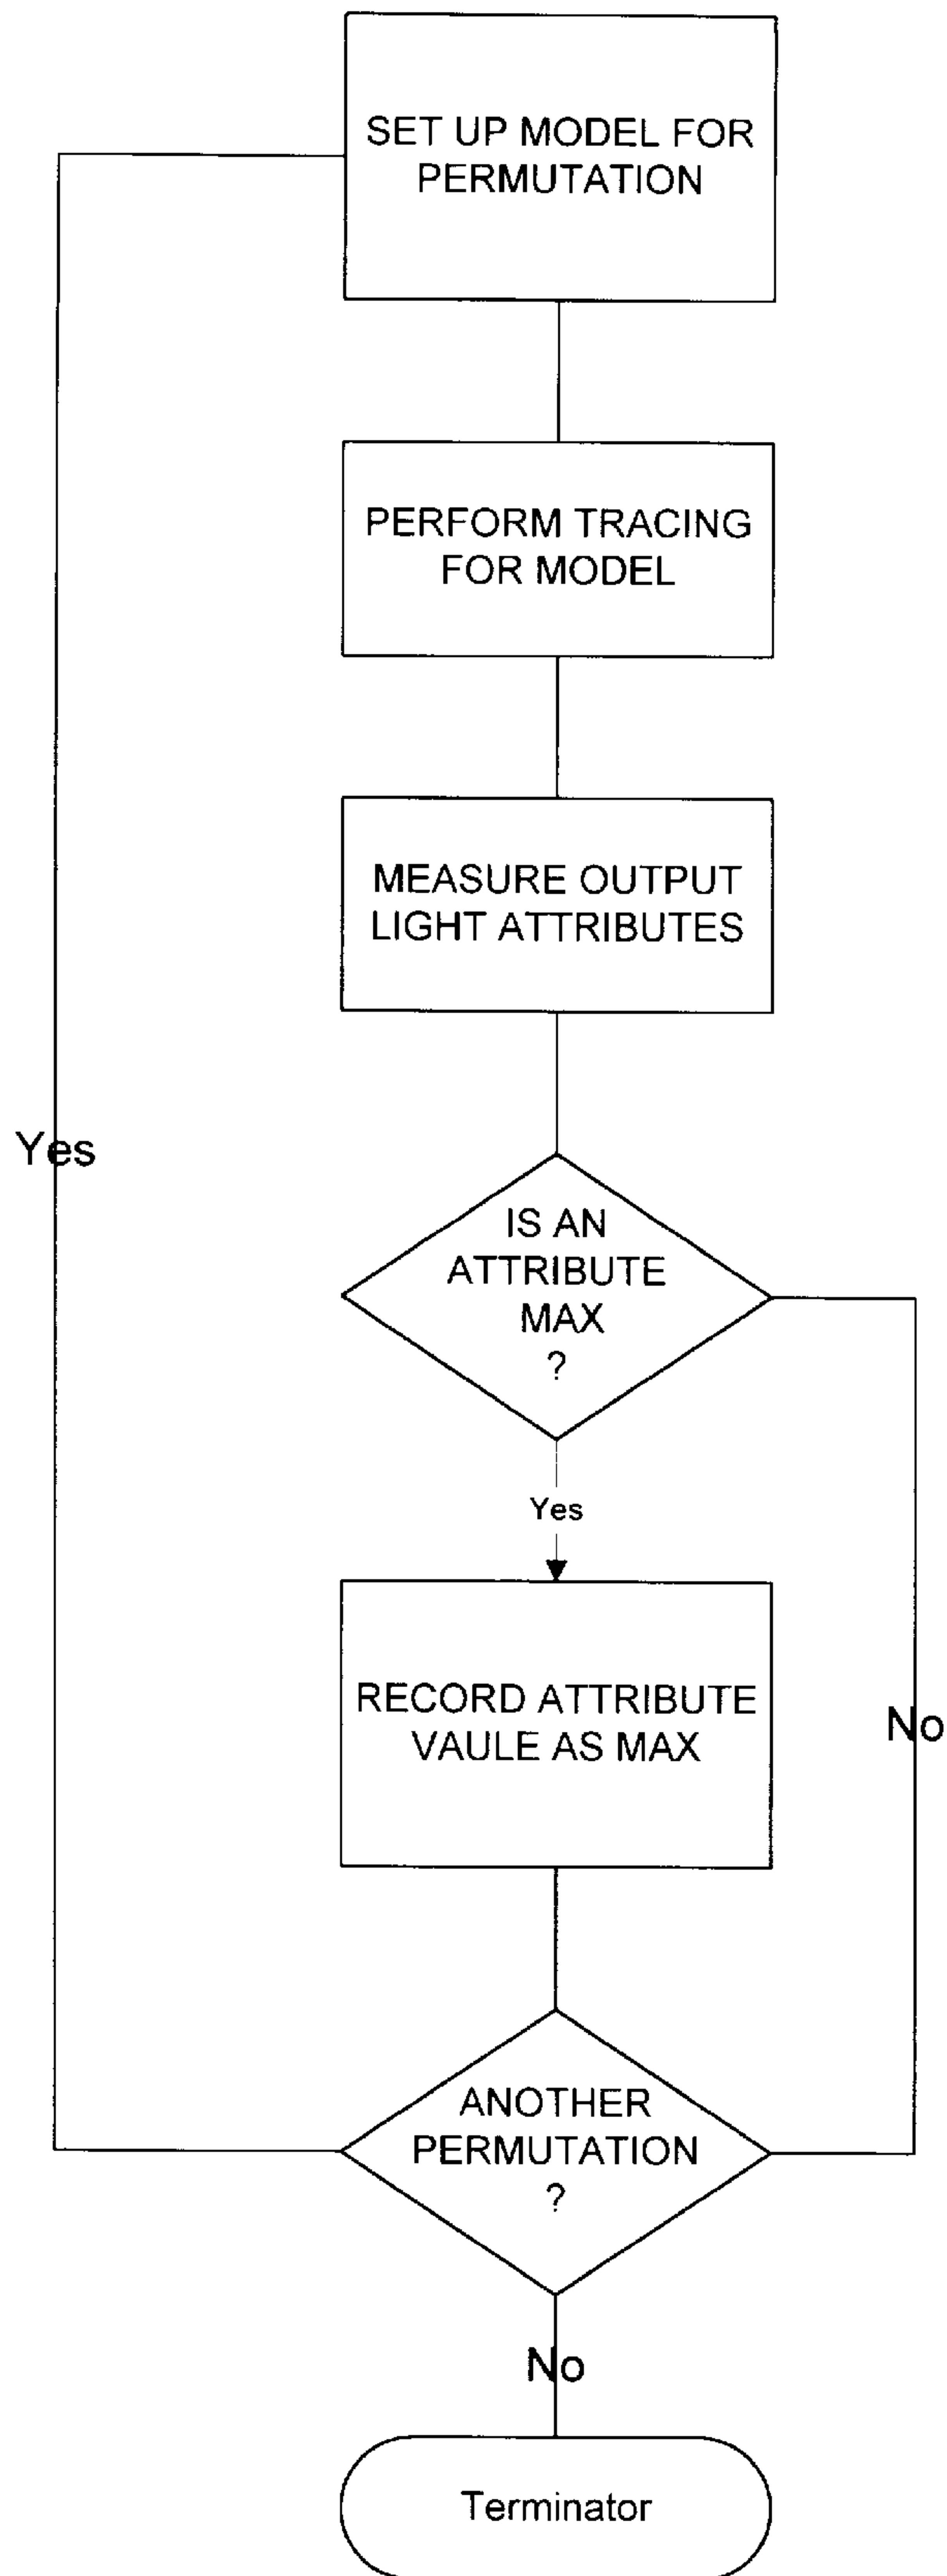 SET UP MODEL FOR
PERMUTATION
PERFORM TRACING
FOR MODEL
MEASURE OUTPUT
LIGHT ATTRIBUTES
Yes
IS AN
ATTRIBUTE
MAX
?
Yes
RECORD ATTRIBUTE
VAULE AS MAX
No
ANOTHER
PERMUTATION
?
No
Terminator